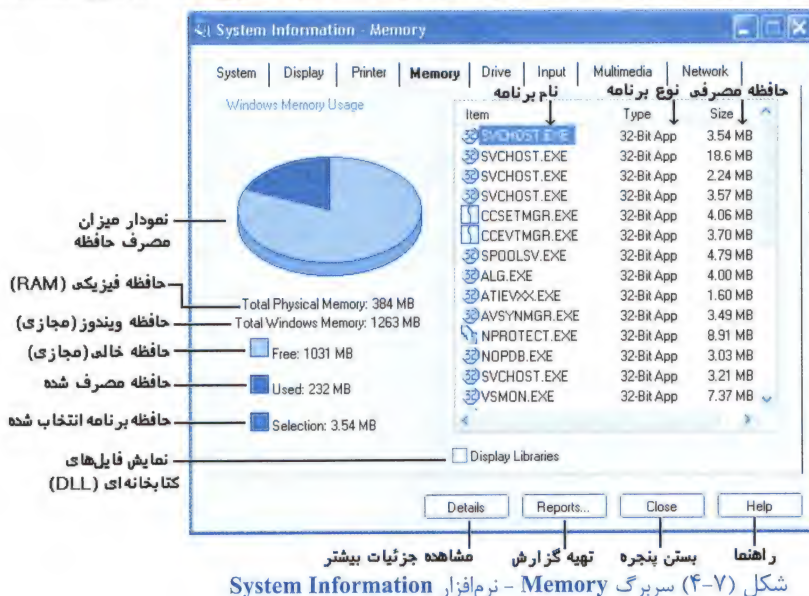 System Information - Memory
System Display Printer Memory Drive Input Multimedia Network
نام برنامه نوع برنامه حافظه مصرفی
Windows Memory Usage
Item Type Size
SVCHOST.EXE 32-Bit App 3.54 MB
SVCHOST.EXE 32-Bit App 18.6 MB
SVCHOST.EXE 32-Bit App 2.24 MB
SVCHOST.EXE 32-Bit App 3.57 MB
CCSETMGR.EXE 32-Bit App 4.06 MB
CCEVTMGR.EXE 32-Bit App 3.70 MB
SPOOLSV.EXE 32-Bit App 4.79 MB
ALG.EXE 32-Bit App 4.00 MB
ATIEVXX.EXE 32-Bit App 1.60 MB
AVSYNMGR.EXE 32-Bit App 3.49 MB
NPROTECT.EXE 32-Bit App 8.91 MB
NOPDB.EXE 32-Bit App 3.03 MB
SVCHOST.EXE 32-Bit App 3.21 MB
VSMON.EXE 32-Bit App 7.37 MB
نمودار میزان
مصرف حافظه
حافظه فیزیکی (RAM)
Total Physical Memory: 384 MB
حافظه ویندوز (مجازی)
Total Windows Memory: 1263 MB
حافظه خالی (مجازی)
Free: 1031 MB
حافظه مصرف شده
Used: 232 MB
حافظه برنامه انتخاب شده
Selection: 3.54 MB
نمایش فایل‌های
کتابخانه‌ای (DLL)
Display Libraries
Details Reports... Close Help
راهنما بستن پنجره تهیه گزارش مشاهده جزئیات بیشتر
شکل (۷-۴) سربرگ Memory - نرم‌افزار System Information